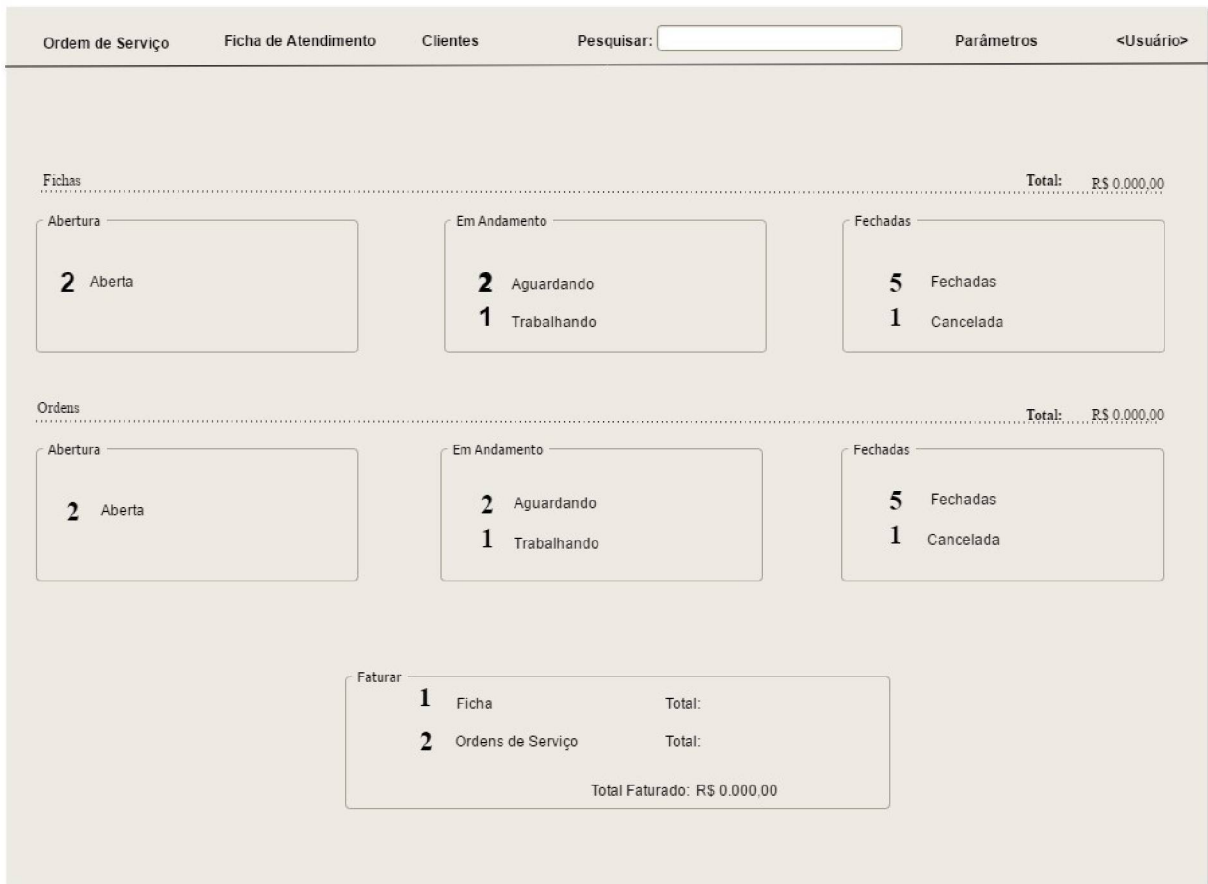 Ordem de Serviço Ficha de Atendimento Clientes Pesquisar: Parâmetros <Usuário>
Fichas Total: R$ 0.000,00
Abertura Em Andamento Fechadas
2 Aberta 2 Aguardando 5 Fechadas
1 Trabalhando 1 Cancelada
Ordens Total: R$ 0.000,00
Abertura Em Andamento Fechadas
2 Aberta 2 Aguardando 5 Fechadas
1 Trabalhando 1 Cancelada
Faturar
1 Ficha Total:
2 Ordens de Serviço Total:
Total Faturado: R$ 0.000,00